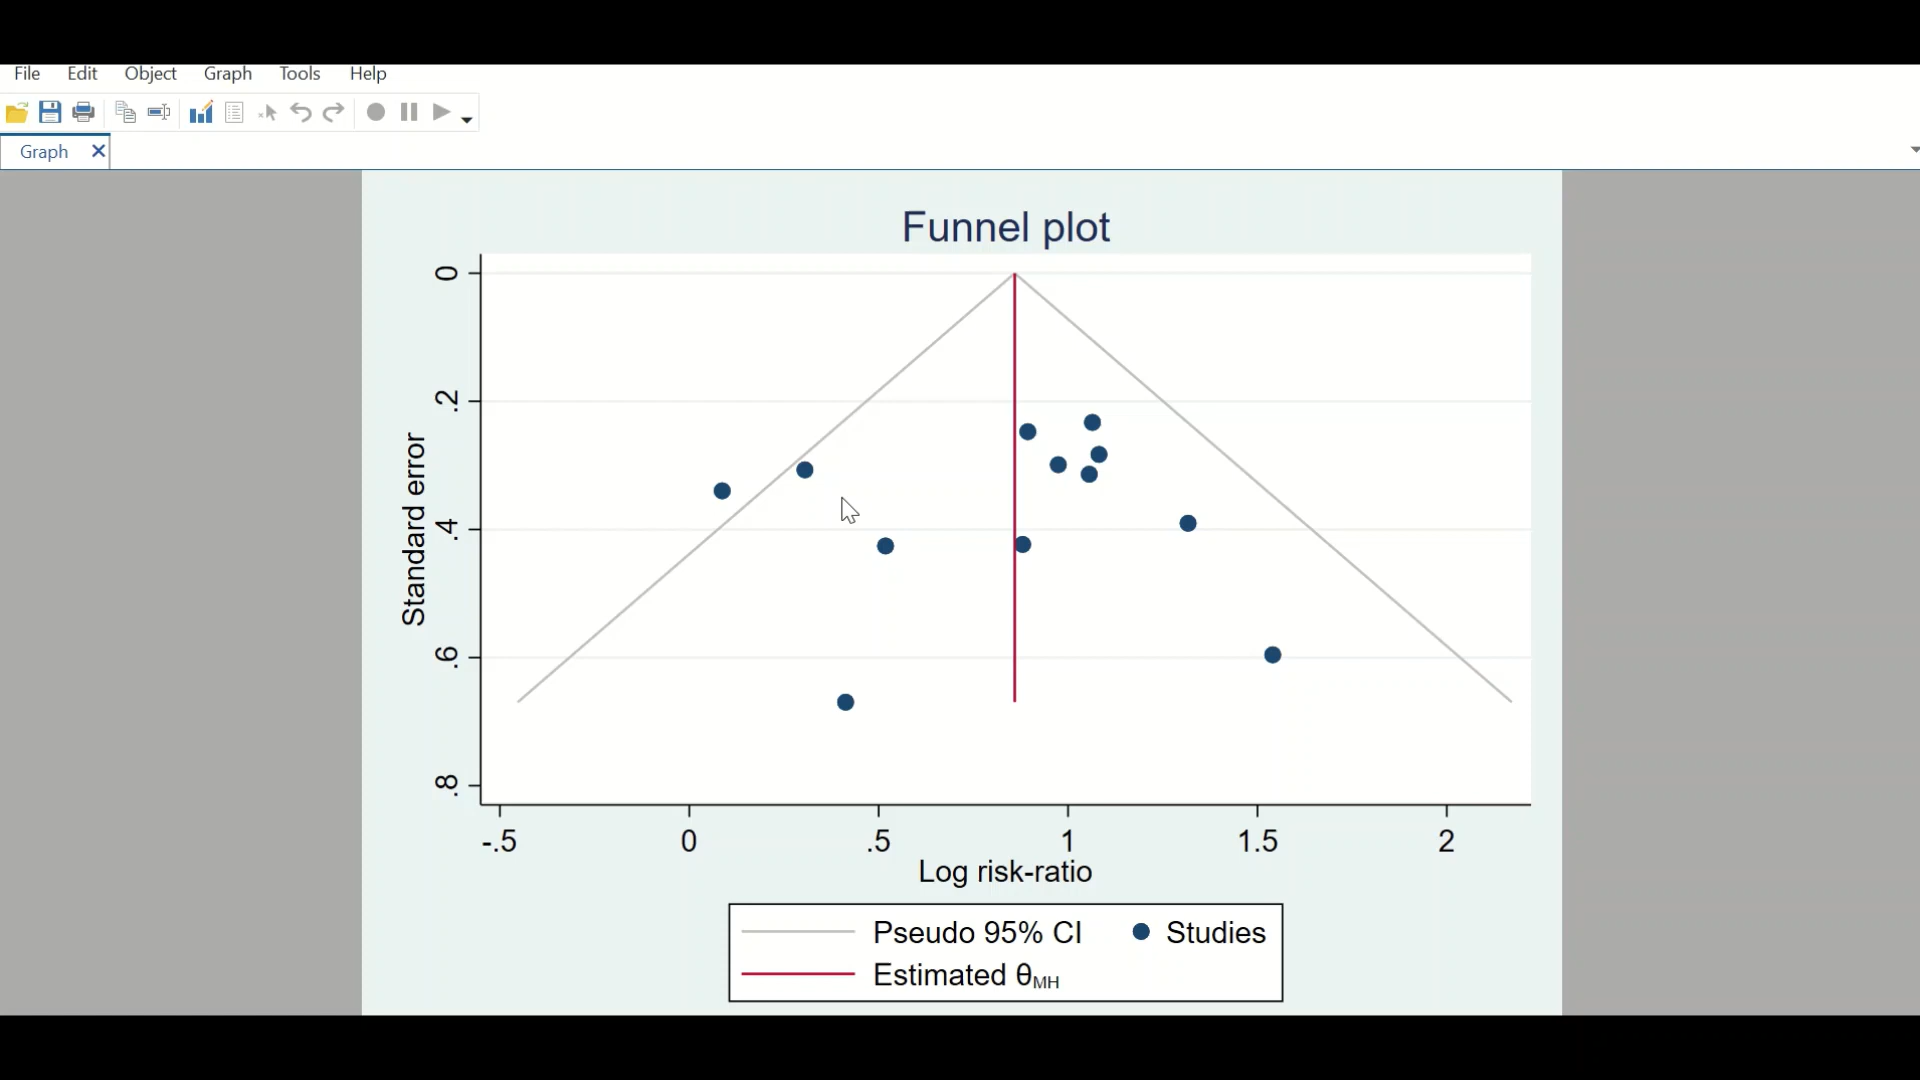 File Edit Object Graph Tools Help
Graph
Funnel plot
0
.2
.4
.6
.8
Standard error
-.5 0 .5 1 1.5 2
Log risk-ratio
Pseudo 95% CI Studies
Estimated θMH